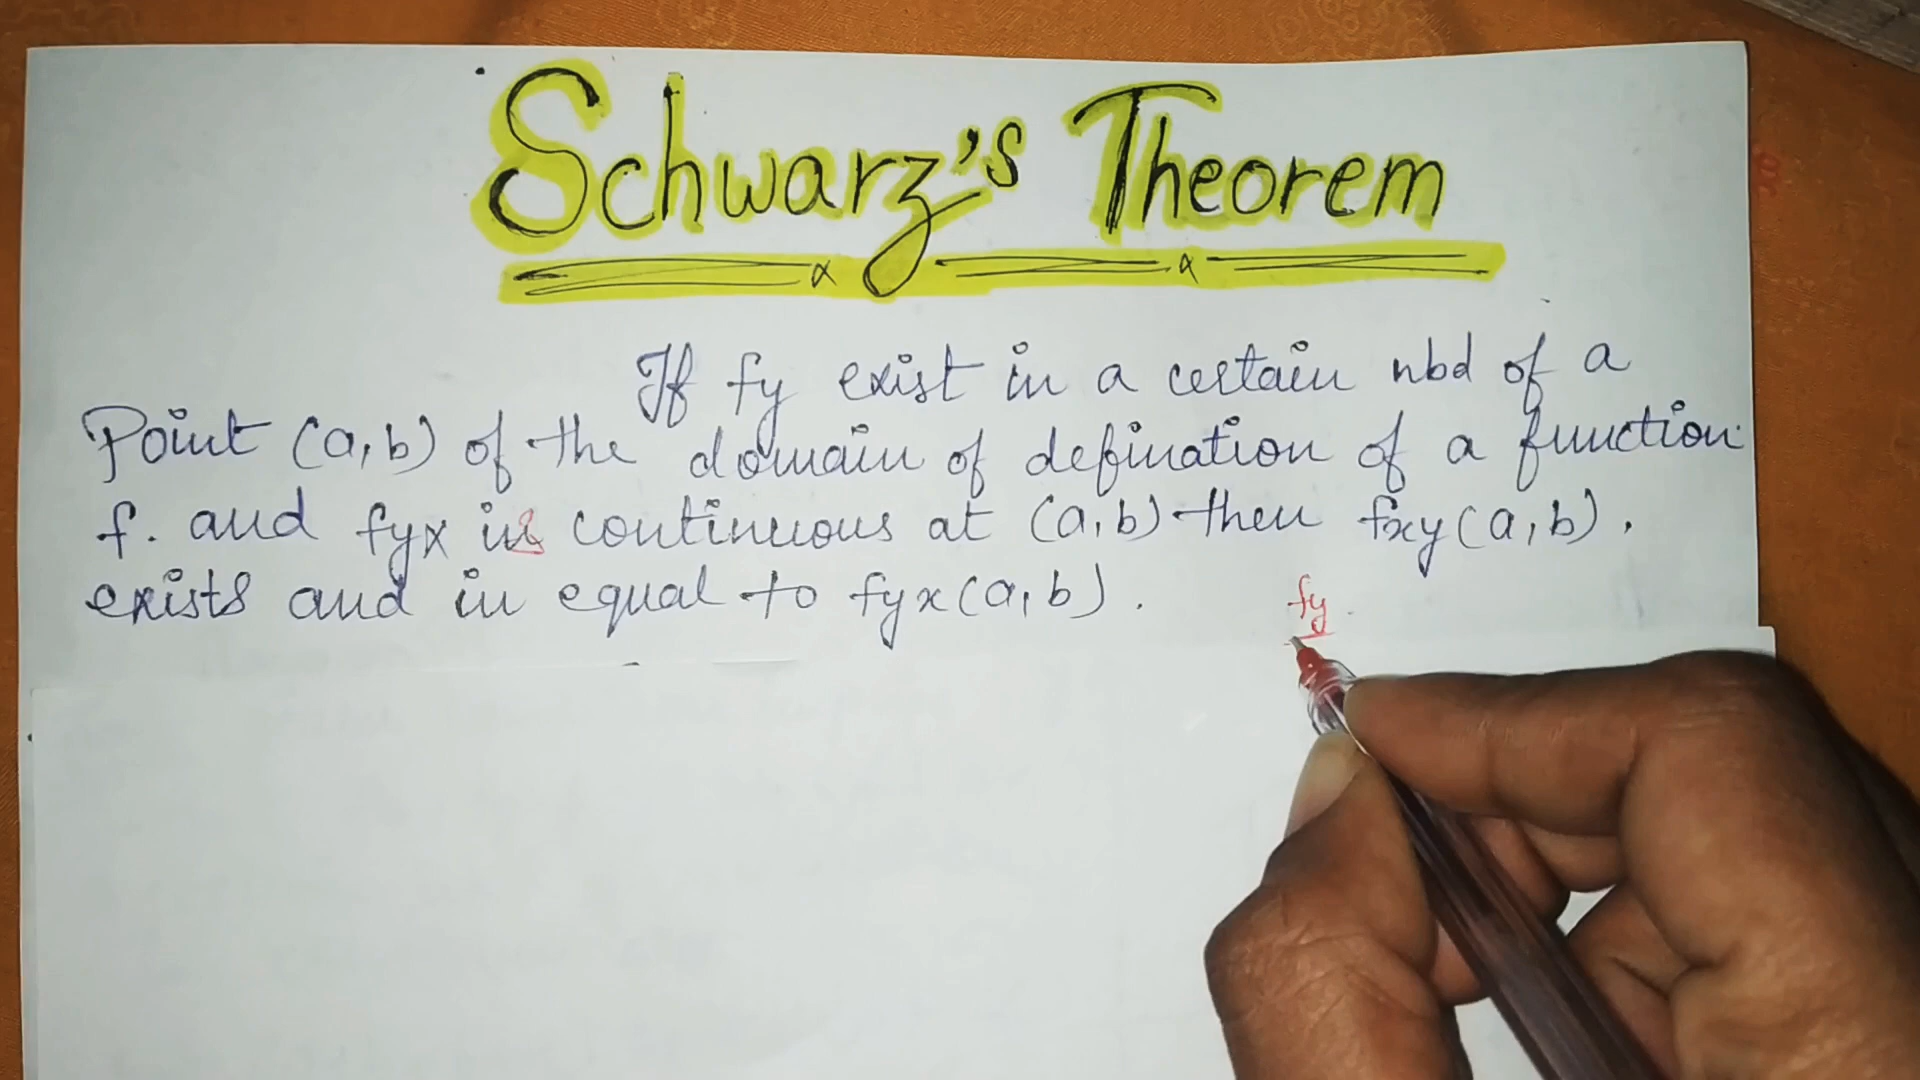 Schwarz's Theorem
If fy exist in a certain nbd of a
Point (a,b) of the domain of defination of a function
f. and fyx is continuous at (a,b) then fxy(a,b).
exists and in equal to fyx(a,b).
fy